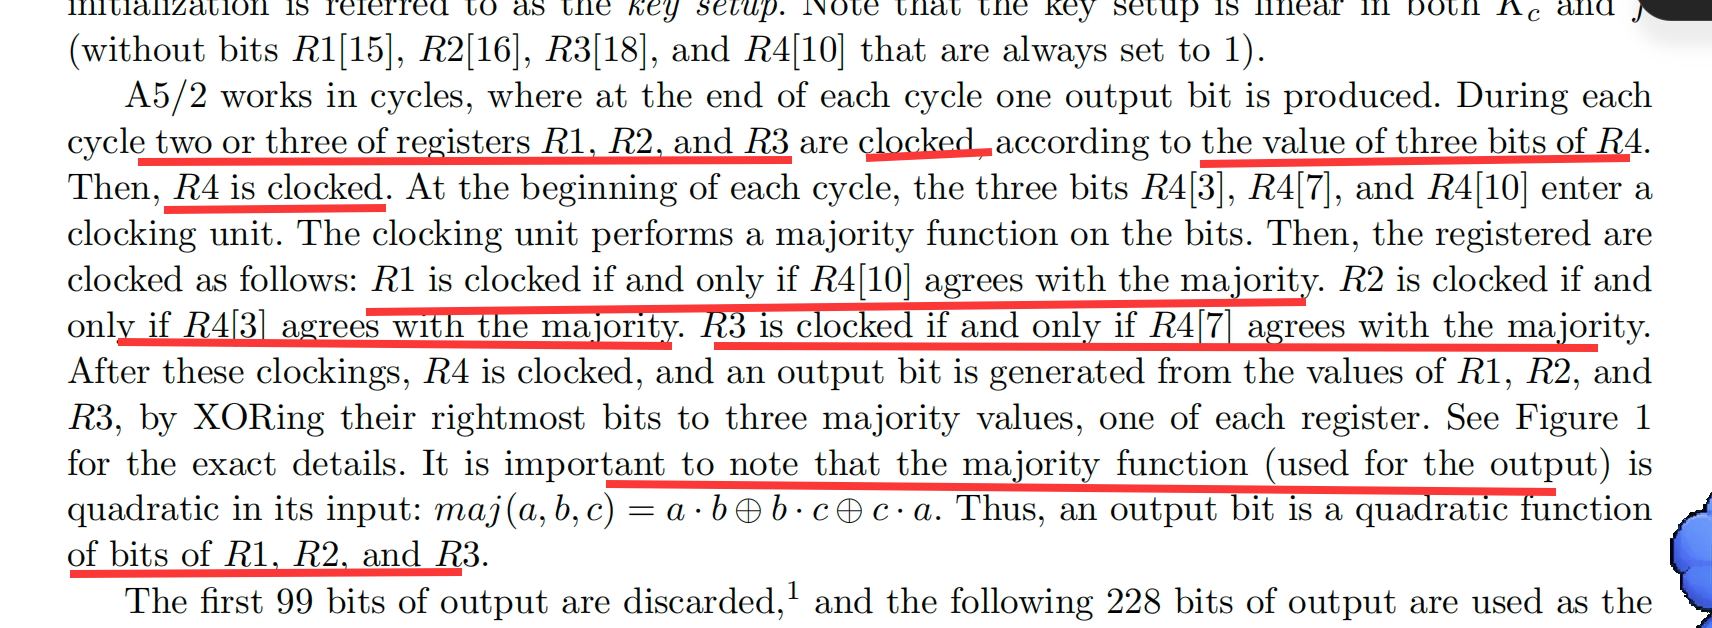 initialization is referred to as the key setup. Note that the key setup is linear in both K_c and f
(without bits R1[15], R2[16], R3[18], and R4[10] that are always set to 1).
A5/2 works in cycles, where at the end of each cycle one output bit is produced. During each
cycle two or three of registers R1, R2, and R3 are clocked, according to the value of three bits of R4.
Then, R4 is clocked. At the beginning of each cycle, the three bits R4[3], R4[7], and R4[10] enter a
clocking unit. The clocking unit performs a majority function on the bits. Then, the registered are
clocked as follows: R1 is clocked if and only if R4[10] agrees with the majority. R2 is clocked if and
only if R4[3] agrees with the majority. R3 is clocked if and only if R4[7] agrees with the majority.
After these clockings, R4 is clocked, and an output bit is generated from the values of R1, R2, and
R3, by XORing their rightmost bits to three majority values, one of each register. See Figure 1
for the exact details. It is important to note that the majority function (used for the output) is
quadratic in its input: maj(a, b, c) = a · b ⊕ b · c ⊕ c · a. Thus, an output bit is a quadratic function
of bits of R1, R2, and R3.
The first 99 bits of output are discarded,¹ and the following 228 bits of output are used as the